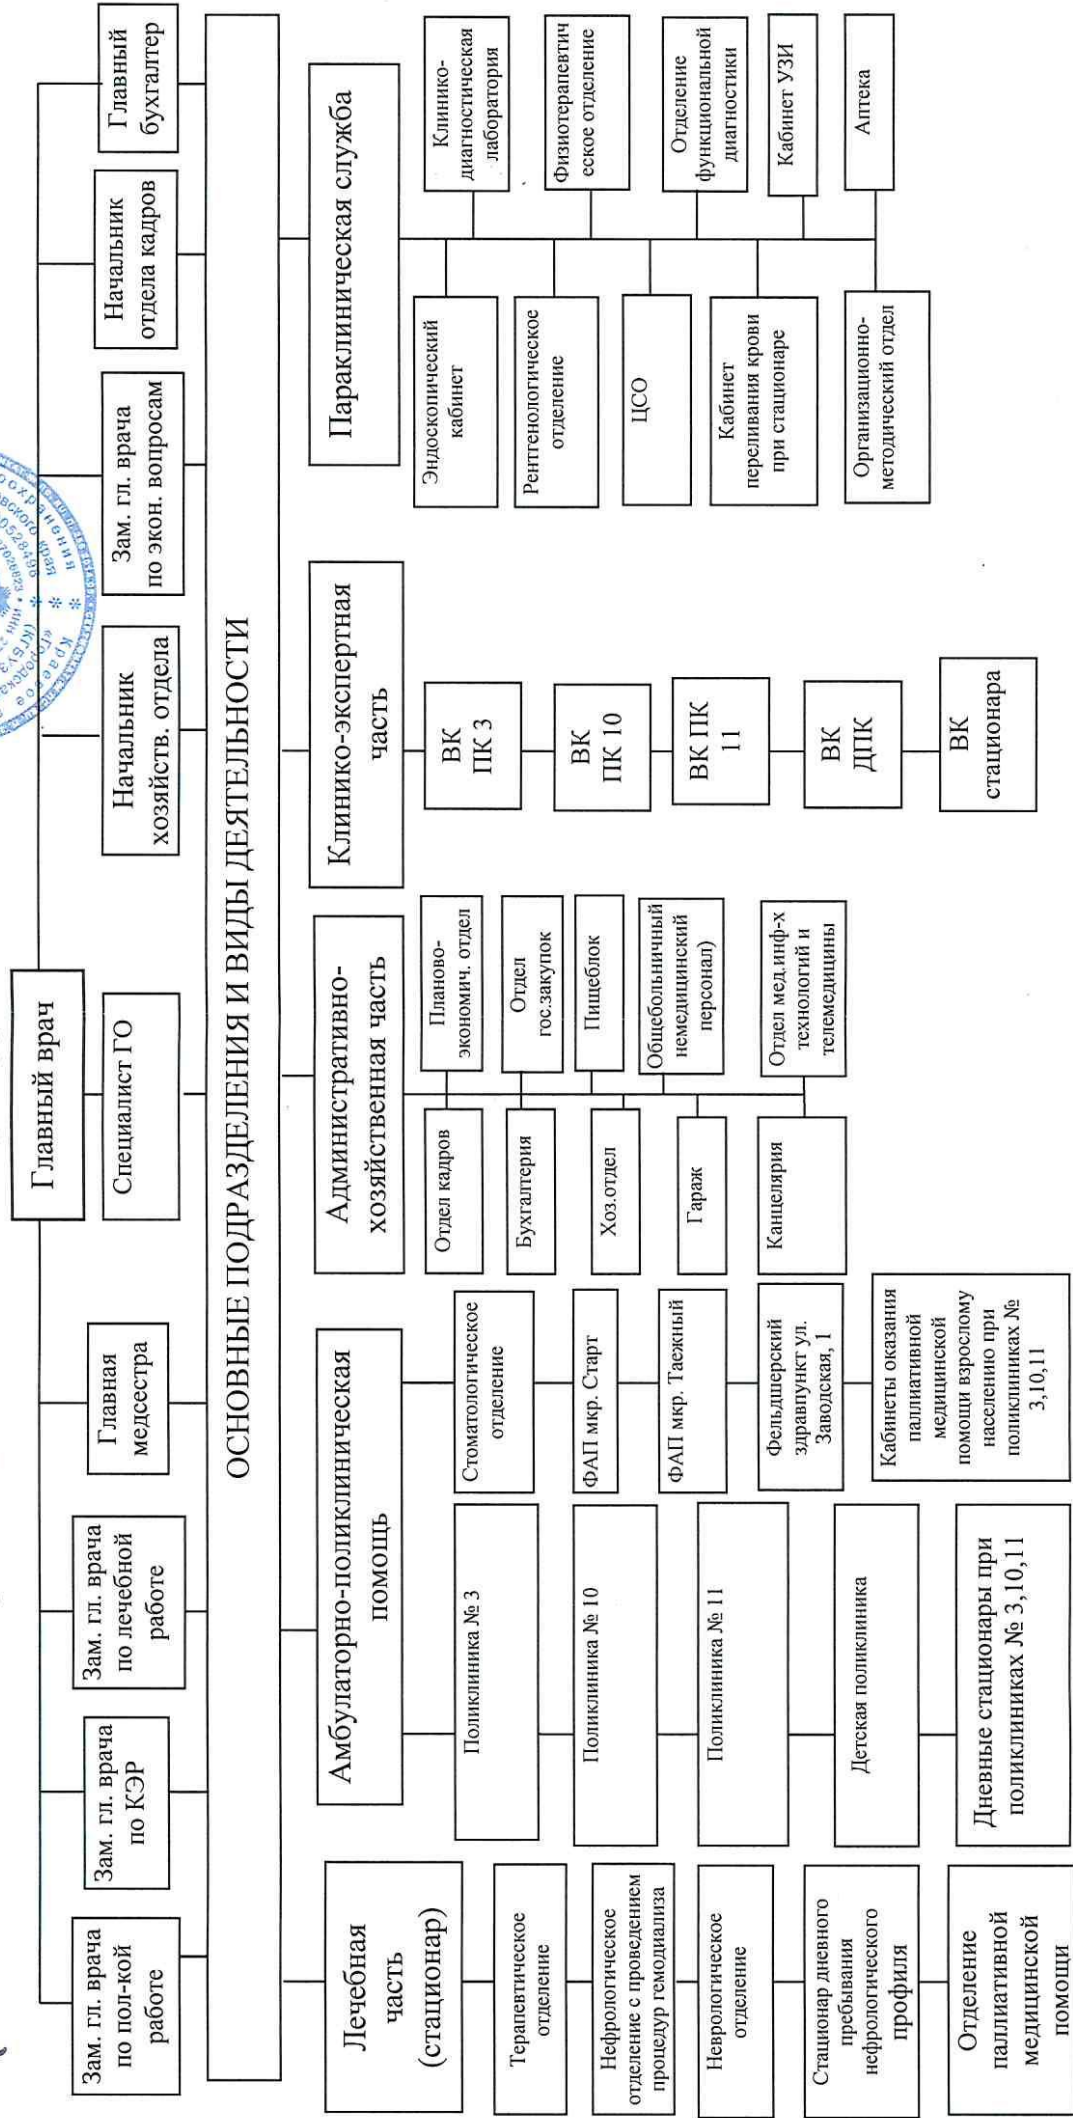 Главный врач
Зам. гл. врача
по пол-кой
работе
Зам. гл. врача
по КЭР
Зам. гл. врача
по лечебной
работе
Главная
медсестра
Специалист ГО
Начальник
хозяйств. отдела
Зам. гл. врача
по экон. вопросам
Начальник
отдела кадров
Главный
бухгалтер
ОСНОВНЫЕ ПОДРАЗДЕЛЕНИЯ И ВИДЫ ДЕЯТЕЛЬНОСТИ
Лечебная
часть
(стационар)
Терапевтическое
отделение
Нефрологическое
отделение с проведением
процедур гемодиализа
Неврологическое
отделение
Стационар дневного
пребывания
нефрологического
профиля
Отделение
паллиативной
медицинской
помощи
Амбулаторно-поликлиническая
помощь
Поликлиника № 3
Поликлиника № 10
Поликлиника № 11
Детская поликлиника
Дневные стационары при
поликлиниках № 3,10,11
Стоматологическое
отделение
ФАП мкр. Старт
ФАП мкр. Таежный
Фельдшерский
здравпункт ул.
Заводская, 1
Кабинеты оказания
паллиативной
медицинской
помощи взрослому
населению при
поликлиниках №
3,10,11
Административно-
хозяйственная часть
Отдел кадров
Бухгалтерия
Хоз.отдел
Гараж
Канцелярия
Планово-
экономич. отдел
Отдел
гос.закупок
Пищеблок
Общебольничный
немедицинский
персонал)
Отдел мед.инф-х
технологий и
телемедицины
Клинико-экспертная
часть
ВК
ПК 3
ВК
ПК 10
ВК ПК
11
ВК
ДПК
ВК
стационара
Параклиническая служба
Эндоскопический
кабинет
Рентгенологическое
отделение
ЦСО
Кабинет
переливания крови
при стационаре
Организационно-
методический отдел
Клинико-
диагностическая
лаборатория
Физиотерапевтич
еское отделение
Отделение
функциональной
диагностики
Кабинет УЗИ
Аптека